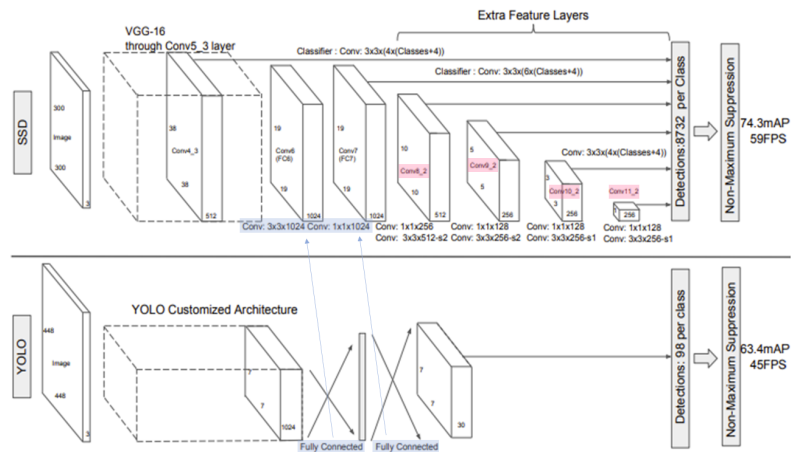 Extra Feature Layers
VGG-16
through Conv5_3 layer
Classifier : Conv: 3x3x(4x(Classes+4))
Classifier : Conv: 3x3x(6x(Classes+4))
SSD
300
Image
300
3
38
Conv4_3
38
512
19
Conv6
(FC6)
19
1024
19
Conv7
(FC7)
19
1024
10
Conv8_2
10
512
5
Conv9_2
5
256
Conv: 3x3x(4x(Classes+4))
3
Conv10_2
3
256
Conv11_2
256
Conv: 3x3x1024
Conv: 1x1x1024
Conv: 1x1x256
Conv: 3x3x512-s2
Conv: 1x1x128
Conv: 3x3x256-s2
Conv: 1x1x128
Conv: 3x3x256-s1
Conv: 1x1x128
Conv: 3x3x256-s1
Detections:8732 per Class
Non-Maximum Suppression
74.3mAP
59FPS
YOLO
448
Image
448
3
YOLO Customized Architecture
7
7
1024
Fully Connected
Fully Connected
7
7
30
Detections: 98 per class
Non-Maximum Suppression
63.4mAP
45FPS